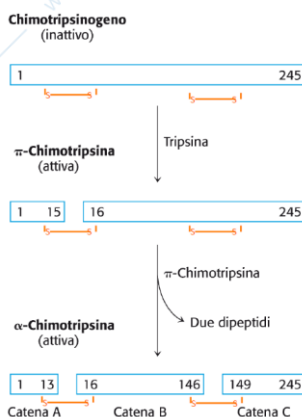 Chimotripsinogeno
(inattivo)
1 245
S S
S S
Tripsina
π-Chimotripsina
(attiva)
1 15 16 245
S S
S S
π-Chimotripsina
Due dipeptidi
α-Chimotripsina
(attiva)
1 13 16 146 149 245
S S
S S
Catena A Catena B Catena C